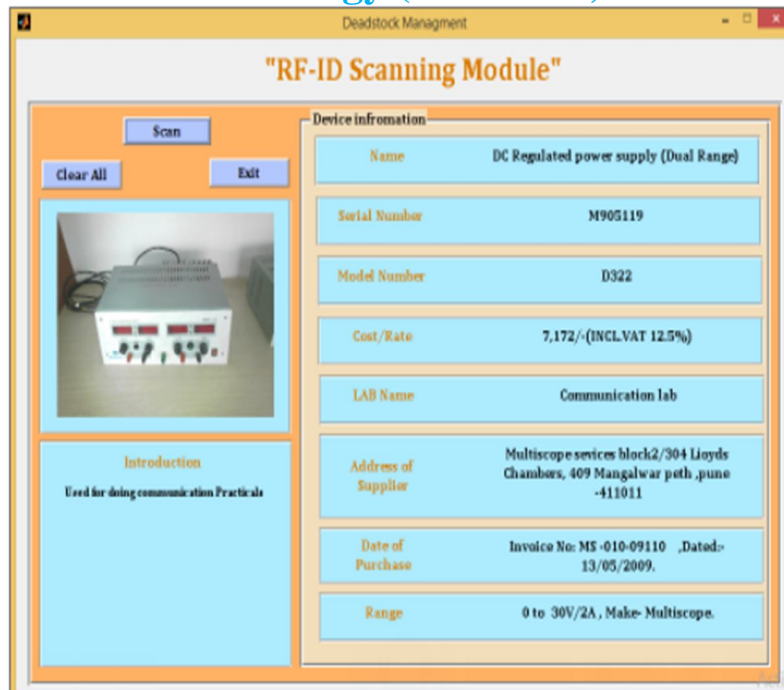 Deadstock Managment
"RF-ID Scanning Module"
Scan
Clear All
Exit
Introduction
Used for doing communication Practicals
Device infromation
Name
DC Regulated power supply (Dual Range)
Serial Number
M905119
Model Number
D322
Cost/Rate
7,172/-(INCL.VAT 12.5%)
LAB Name
Communication lab
Address of
Supplier
Multiscope sevices block2/304 Lioyds
Chambers, 409 Mangalwar peth ,pune
-411011
Date of
Purchase
Invoice No: MS -010-09110 ,Dated:-
13/05/2009.
Range
0 to 30V/2A , Make- Multiscope.